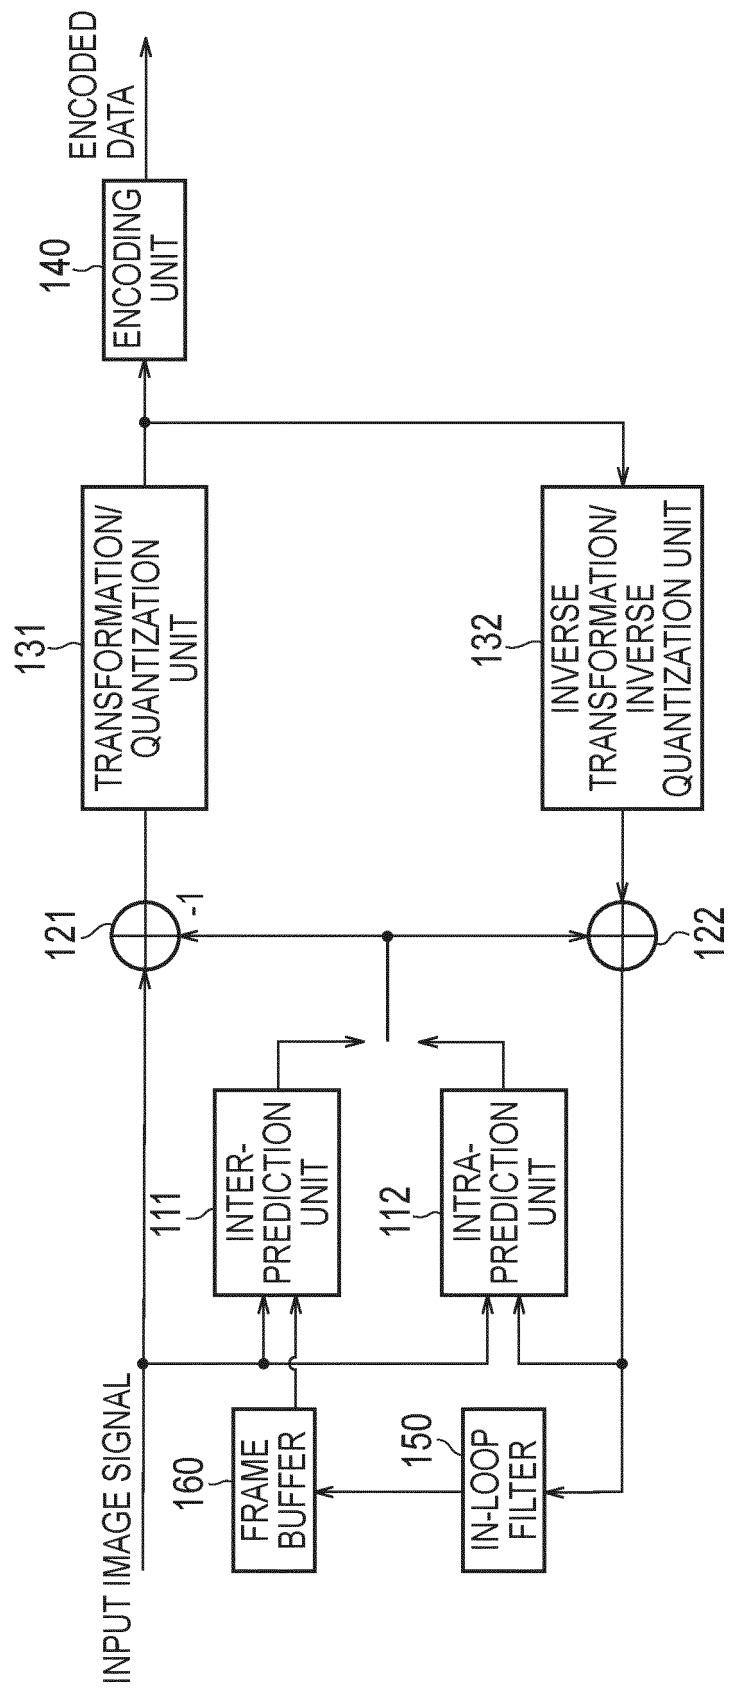 INPUT IMAGE SIGNAL
121
-1
131
TRANSFORMATION/
QUANTIZATION
UNIT
140
ENCODING
UNIT
ENCODED
DATA
160
FRAME
BUFFER
111
INTER-
PREDICTION
UNIT
112
INTRA-
PREDICTION
UNIT
150
IN-LOOP
FILTER
122
132
INVERSE
TRANSFORMATION/
INVERSE
QUANTIZATION UNIT